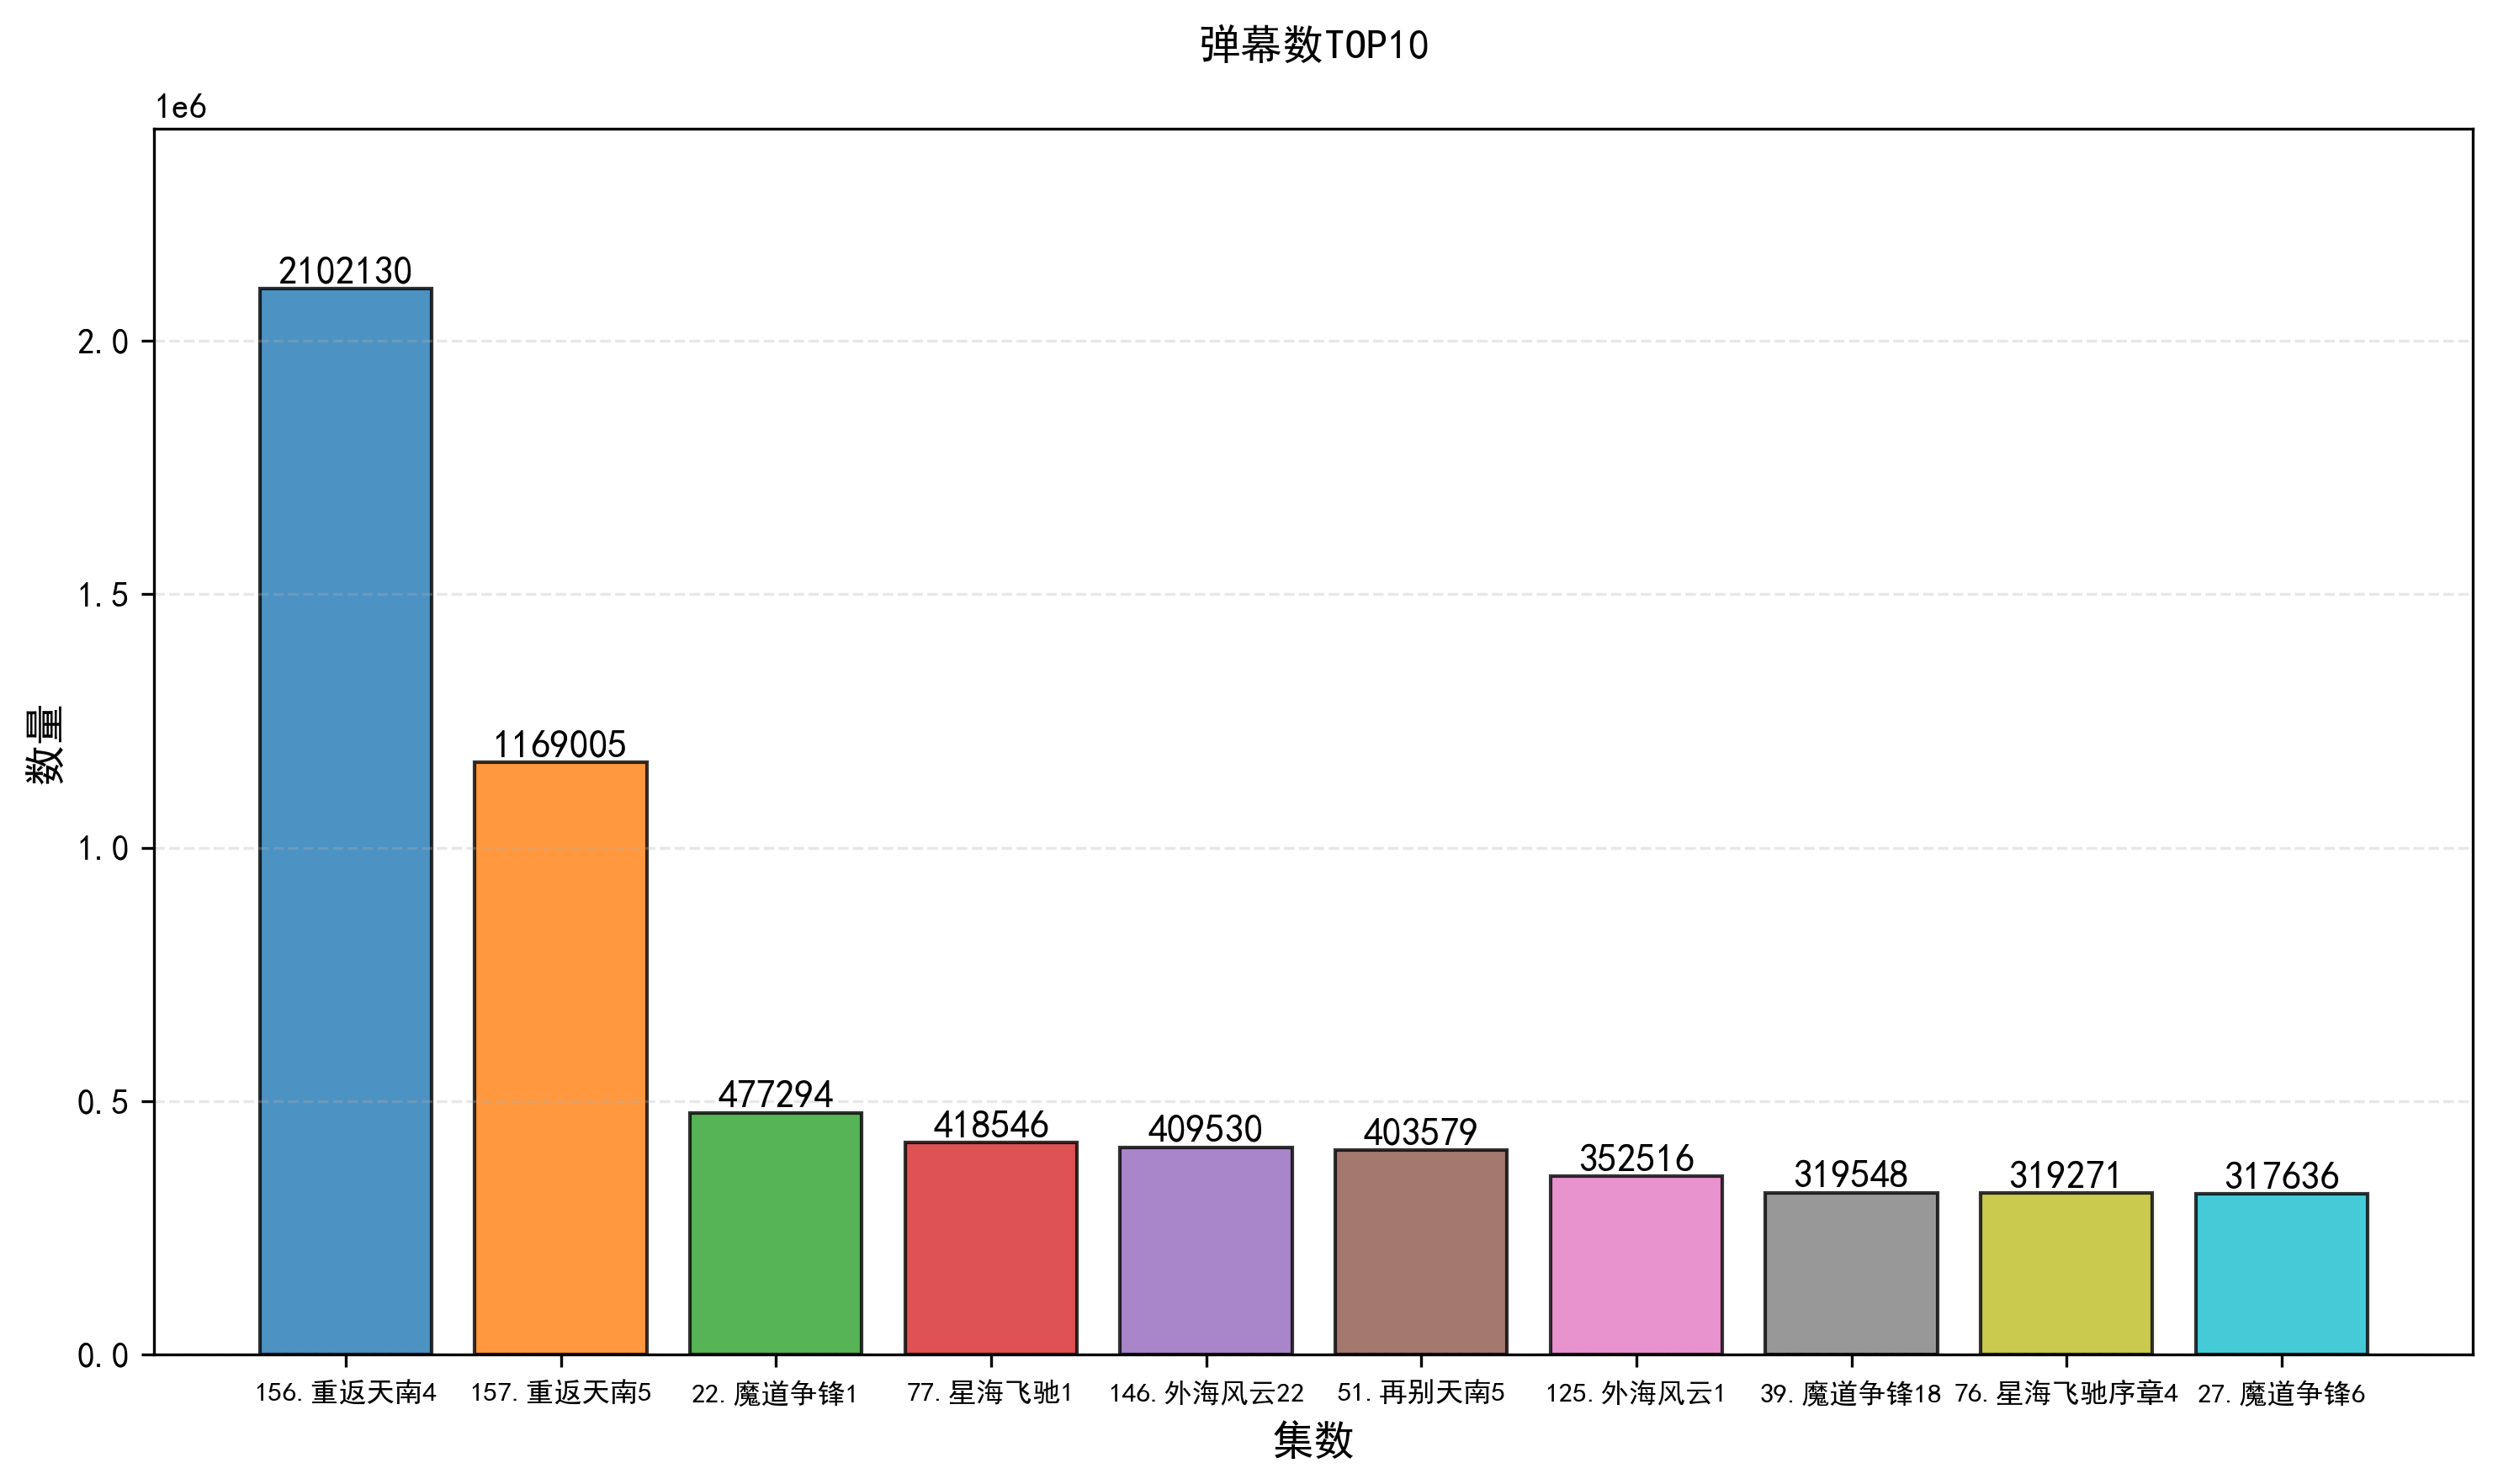 弹幕数TOP10
1e6
2.0
1.5
1.0
0.5
0.0
数量
2102130
1169005
477294
418546
409530
403579
352516
319548
319271
317636
156.重返天南4
157.重返天南5
22.魔道争锋1
77.星海飞驰1
146.外海风云22
51.再别天南5
125.外海风云1
39.魔道争锋18
76.星海飞驰序章4
27.魔道争锋6
集数